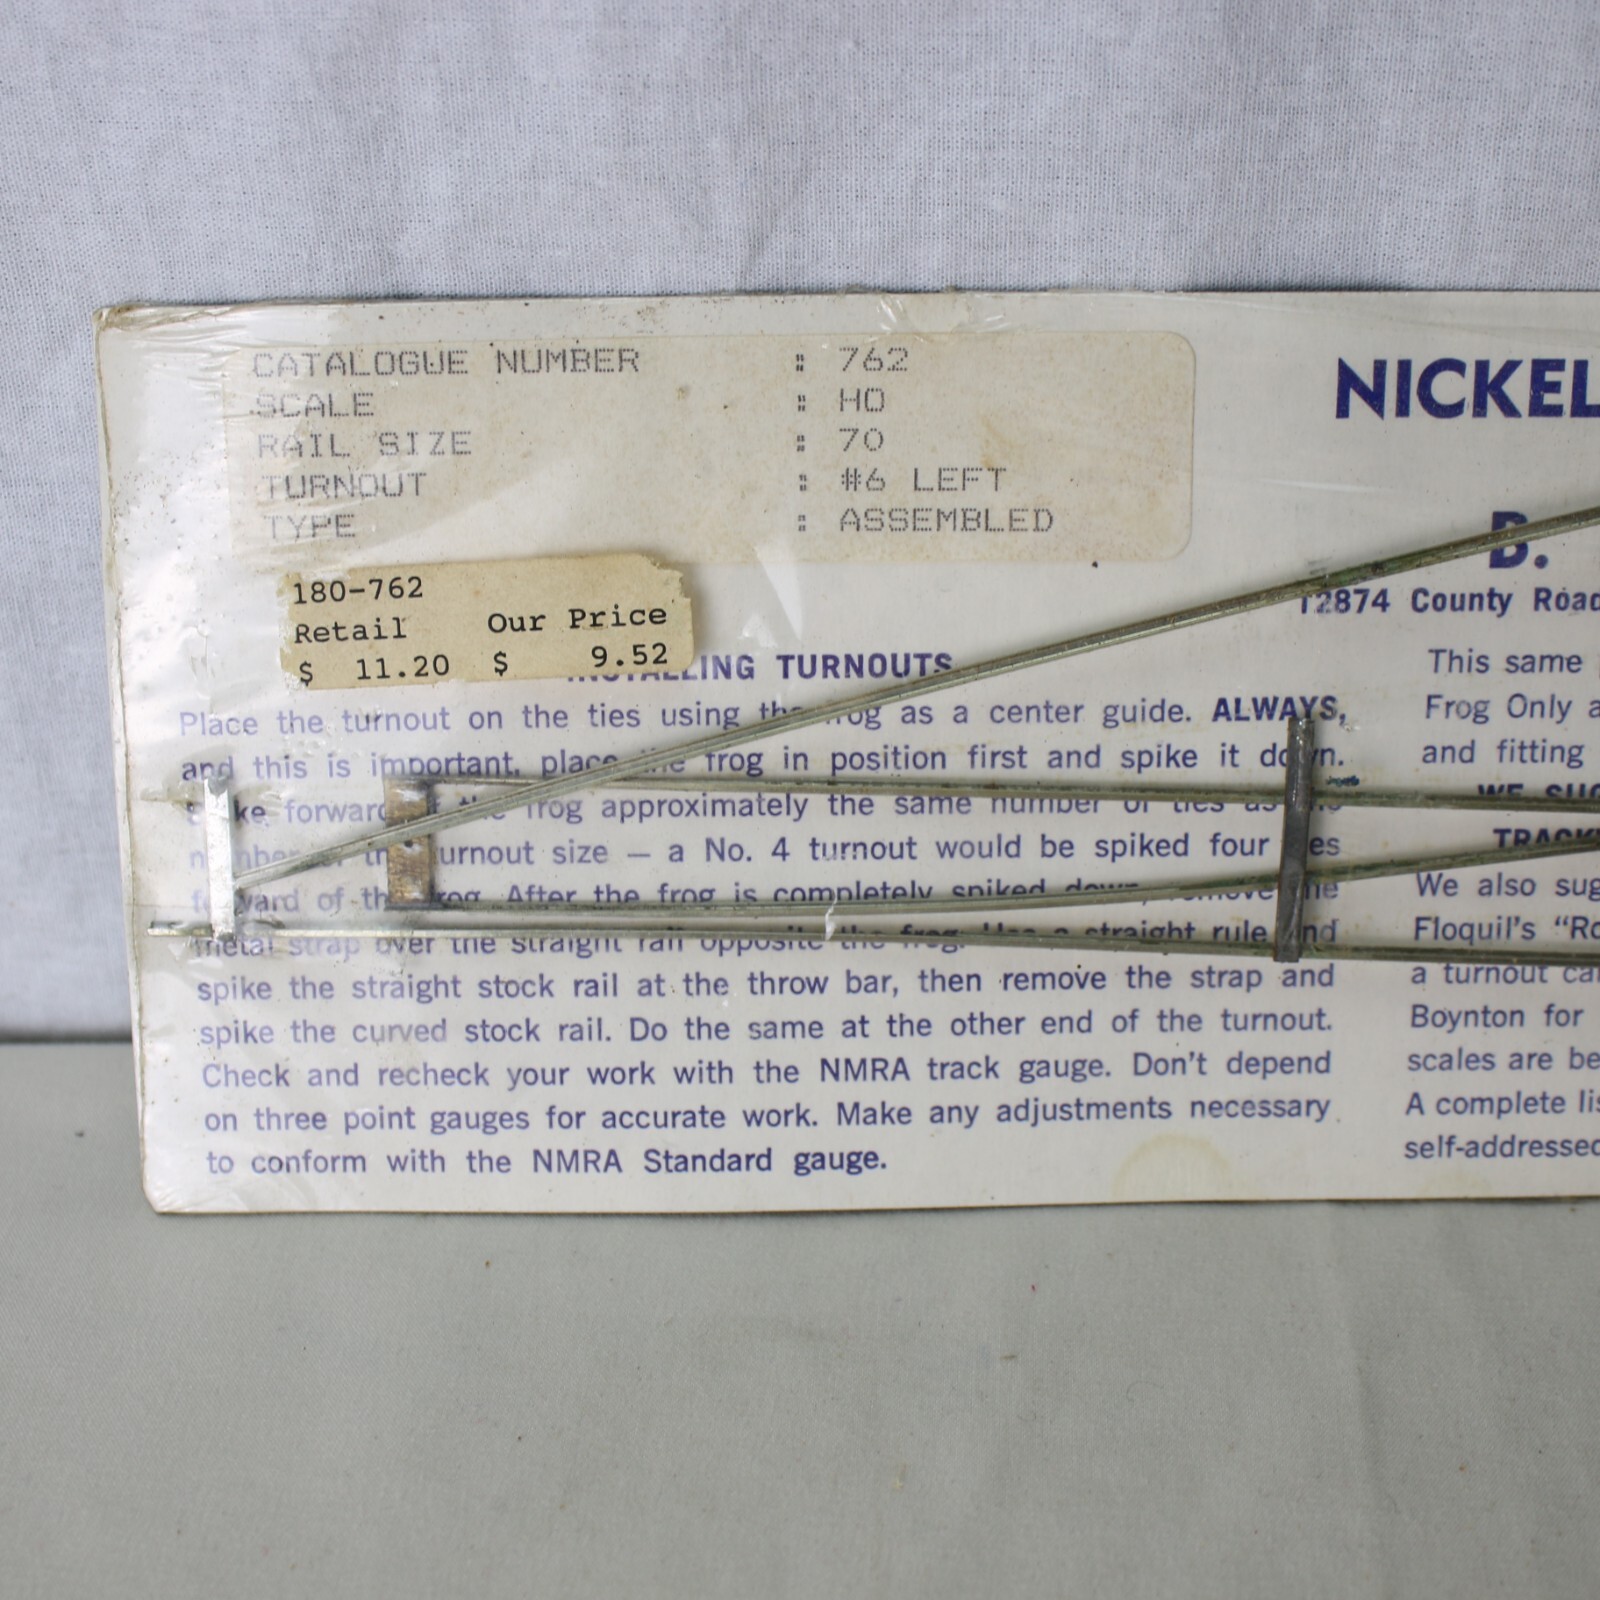 CATALOGUE NUMBER : 762
SCALE : HO
RAIL SIZE : 70
TURNOUT : #6 LEFT
TYPE : ASSEMBLED
180-762
Retail Our Price
$ 11.20 $ 9.52
TURNOUTS
Place the turnout on the ties using the frog as a center guide. ALWAYS,
and this is important, place the frog in position first and spike it down.
forward the frog approximately the same number of ties as
turnout size — a No. 4 turnout would be spiked four ties
of the frog. After the frog is completely spiked down, remove the
metal strap over the straight rail opposite the frog. Use a straight rule and
spike the straight stock rail at the throw bar, then remove the strap and
spike the curved stock rail. Do the same at the other end of the turnout.
Check and recheck your work with the NMRA track gauge. Don't depend
on three point gauges for accurate work. Make any adjustments necessary
to conform with the NMRA Standard gauge.
NICKEL
B.
12874 County Road
This same
Frog Only
and fitting
WE
We also
Floquil's
a turnout
Boynton for
scales are
A complete
self-addressed